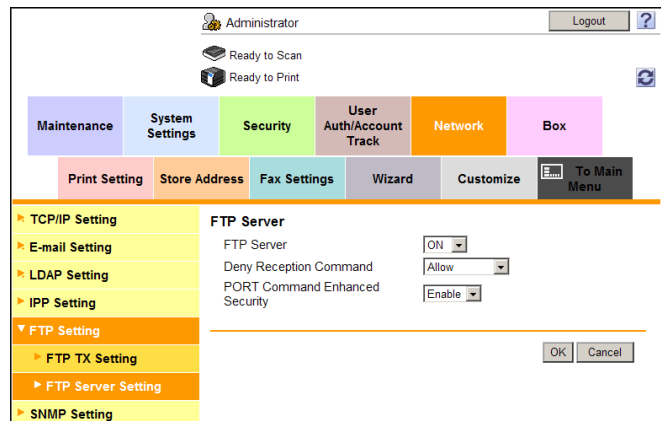 Administrator
Logout
?
Ready to Scan
Ready to Print
Maintenance
System
Settings
Security
User
Auth/Account
Track
Network
Box
Print Setting
Store Address
Fax Settings
Wizard
Customize
To Main
Menu
TCP/IP Setting
E-mail Setting
LDAP Setting
IPP Setting
FTP Setting
FTP TX Setting
FTP Server Setting
SNMP Setting
FTP Server
FTP Server ON
Deny Reception Command Allow
PORT Command Enhanced
Security Enable
OK Cancel